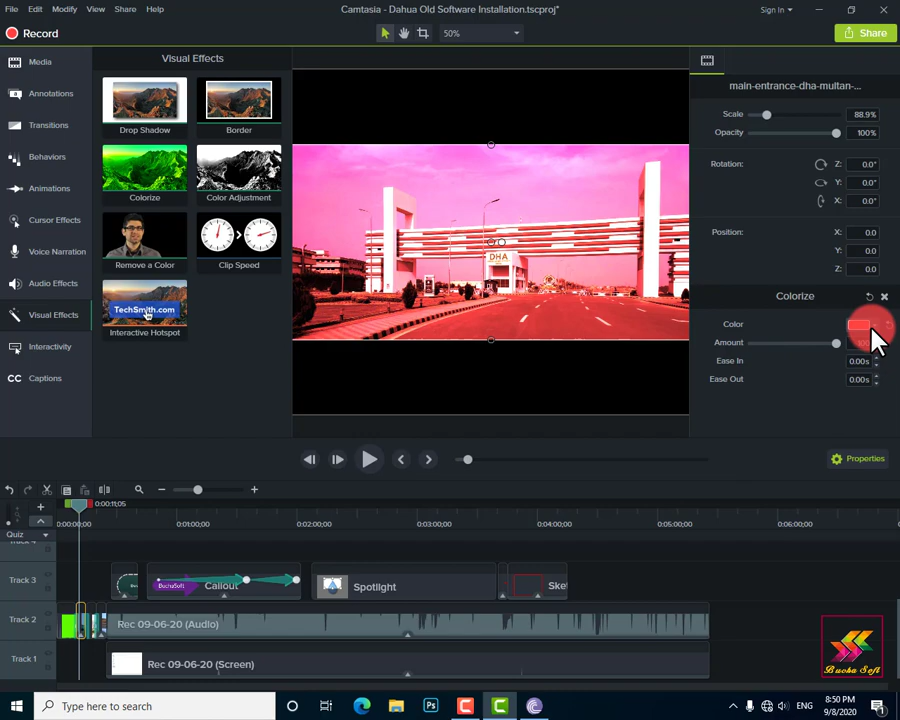 File Edit Modify View Share Help
Camtasia - Dahua Old Software Installation.tscproj*
Sign In
Record
50%
Share
Media
Annotations
Transitions
Behaviors
Animations
Cursor Effects
Voice Narration
Audio Effects
Visual Effects
Interactivity
CC Captions
Visual Effects
Drop Shadow
Border
Colorize
Color Adjustment
Remove a Color
Clip Speed
TechSmith.com
Interactive Hotspot
DHA
main-entrance-dha-multan-...
Scale 88.9%
Opacity 100%
Rotation: Z: 0.0°
Y: 0.0°
X: 0.0°
Position: X: 0.0
Y: 0.0
Z: 0.0
Colorize
Color
Amount
Ease In 0.00s
Ease Out 0.00s
Properties
0:00:11;05
0:00:00;00 0:01:00;00 0:02:00;00 0:03:00;00 0:04:00;00 0:05:00;00 0:06:00;00
Quiz
Track 4
Track 3
BuchaSoft
Callout
Spotlight
Sket
Track 2
Rec 09-06-20 (Audio)
Track 1
Rec 09-06-20 (Screen)
Bucha Soft
Type here to search
Ps
ENG
8:50 PM
9/8/2020